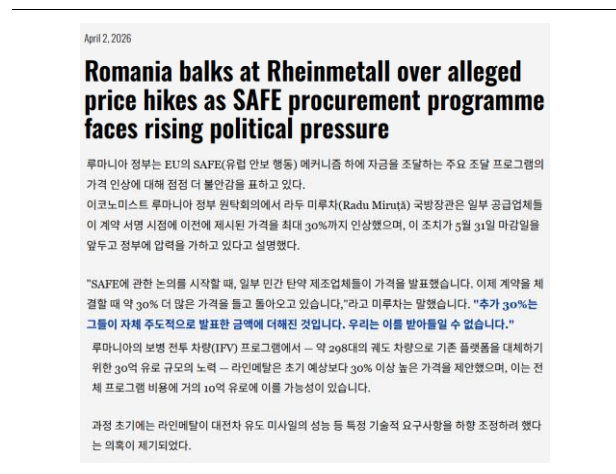 April 2, 2026
Romania balks at Rheinmetall over alleged
price hikes as SAFE procurement programme
faces rising political pressure
루마니아 정부는 EU의 SAFE(유럽 안보 행동) 메커니즘 하에 자금을 조달하는 주요 조달 프로그램의
가격 인상에 대해 점점 더 불안감을 표하고 있다.
이코노미스트 루마니아 정부 원탁회의에서 라두 미루차(Radu Miruță) 국방장관은 일부 공급업체들
이 계약 서명 시점에 이전에 제시된 가격을 최대 30%까지 인상했으며, 이 조치가 5월 31일 마감일을
앞두고 정부에 압력을 가하고 있다고 설명했다.
"SAFE에 관한 논의를 시작할 때, 일부 민간 탄약 제조업체들이 가격을 발표했습니다. 이제 계약을 체
결할 때 약 30% 더 많은 가격을 들고 돌아오고 있습니다,"라고 미루차는 말했습니다. "추가 30%는
그들이 자체 주도적으로 발표한 금액에 더해진 것입니다. 우리는 이를 받아들일 수 없습니다."
루마니아의 보병 전투 차량(IFV) 프로그램에서 — 약 298대의 궤도 차량으로 기존 플랫폼을 대체하기
위한 30억 유로 규모의 노력 — 라인메탈은 초기 예상보다 30% 이상 높은 가격을 제안했으며, 이는 전
체 프로그램 비용에 거의 10억 유로에 이를 가능성이 있습니다.
과정 초기에는 라인메탈이 대전차 유도 미사일의 성능 등 특정 기술적 요구사항을 하향 조정하려 했다
는 의혹이 제기되었다.